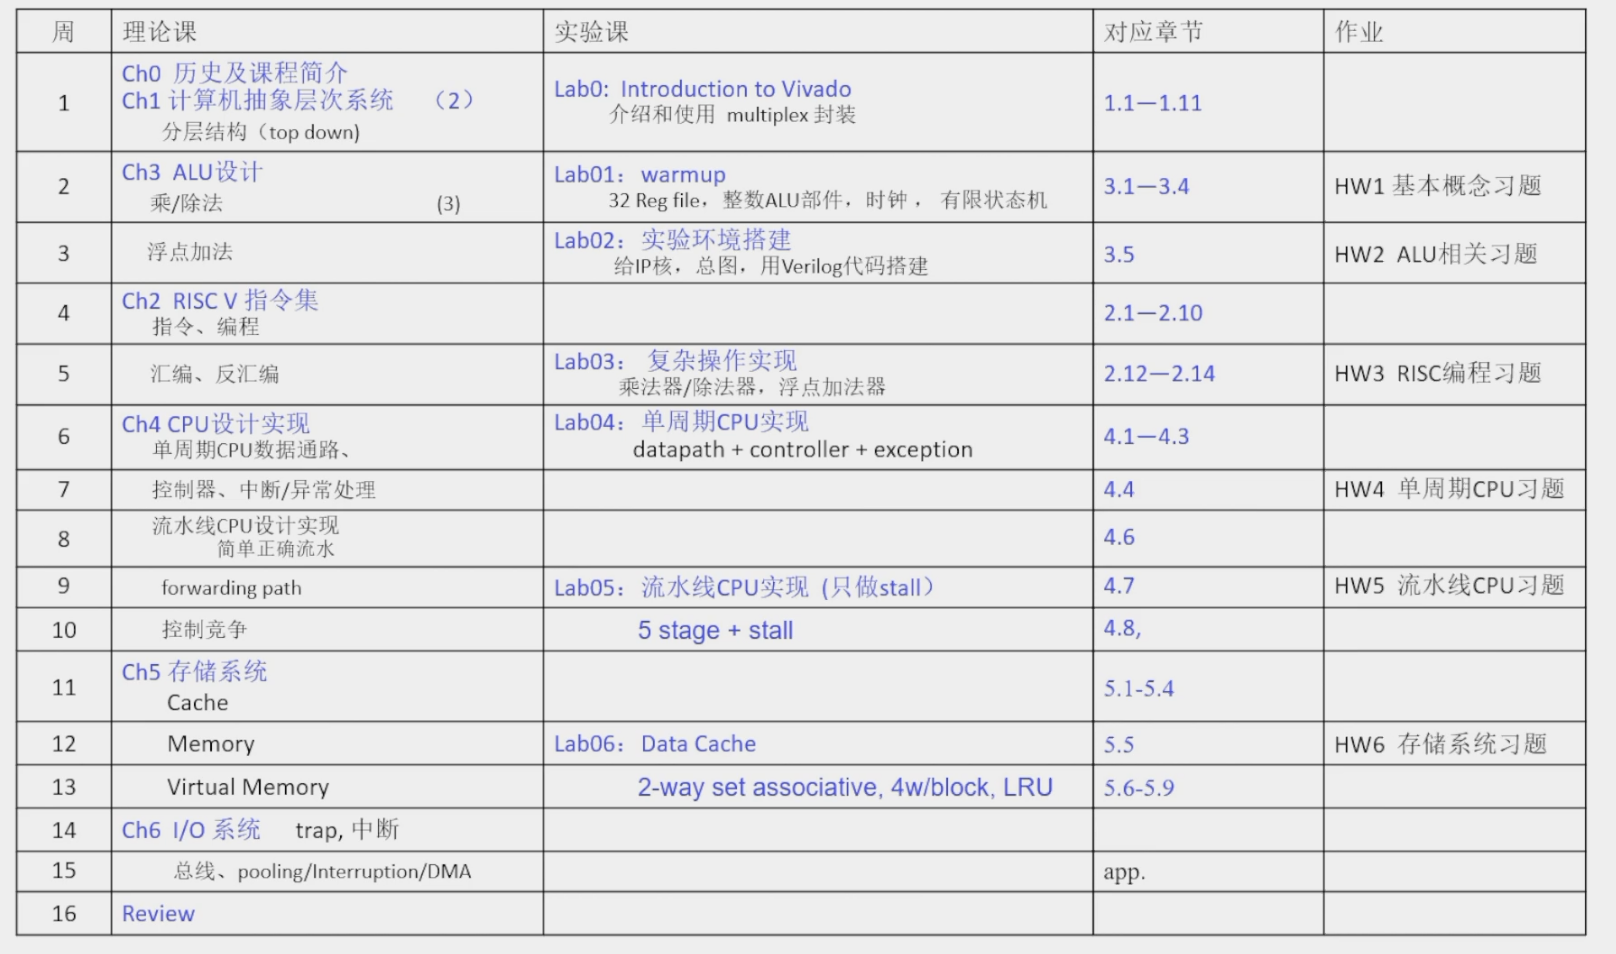 周 理论课 实验课 对应章节 作业
1
Ch0 历史及课程简介
Ch1 计算机抽象层次系统 （2）
分层结构（top down)
Lab0: Introduction to Vivado
介绍和使用 multiplex 封装
1.1—1.11
2
Ch3 ALU设计
乘/除法 (3)
Lab01：warmup
32 Reg file，整数ALU部件，时钟 ， 有限状态机
3.1—3.4
HW1 基本概念习题
3
浮点加法
Lab02：实验环境搭建
给IP核，总图，用Verilog代码搭建
3.5
HW2 ALU相关习题
4
Ch2 RISC V 指令集
指令、编程
2.1—2.10
5
汇编、反汇编
Lab03： 复杂操作实现
乘法器/除法器，浮点加法器
2.12—2.14
HW3 RISC编程习题
6
Ch4 CPU设计实现
单周期CPU数据通路、
Lab04：单周期CPU实现
datapath + controller + exception
4.1—4.3
7
控制器、中断/异常处理
4.4
HW4 单周期CPU习题
8
流水线CPU设计实现
简单正确流水
4.6
9
forwarding path
Lab05：流水线CPU实现 (只做stall）
4.7
HW5 流水线CPU习题
10
控制竞争
5 stage + stall
4.8,
11
Ch5 存储系统
Cache
5.1-5.4
12
Memory
Lab06：Data Cache
5.5
HW6 存储系统习题
13
Virtual Memory
2-way set associative, 4w/block, LRU
5.6-5.9
14
Ch6 I/O 系统 trap, 中断
15
总线、pooling/Interruption/DMA
app.
16
Review